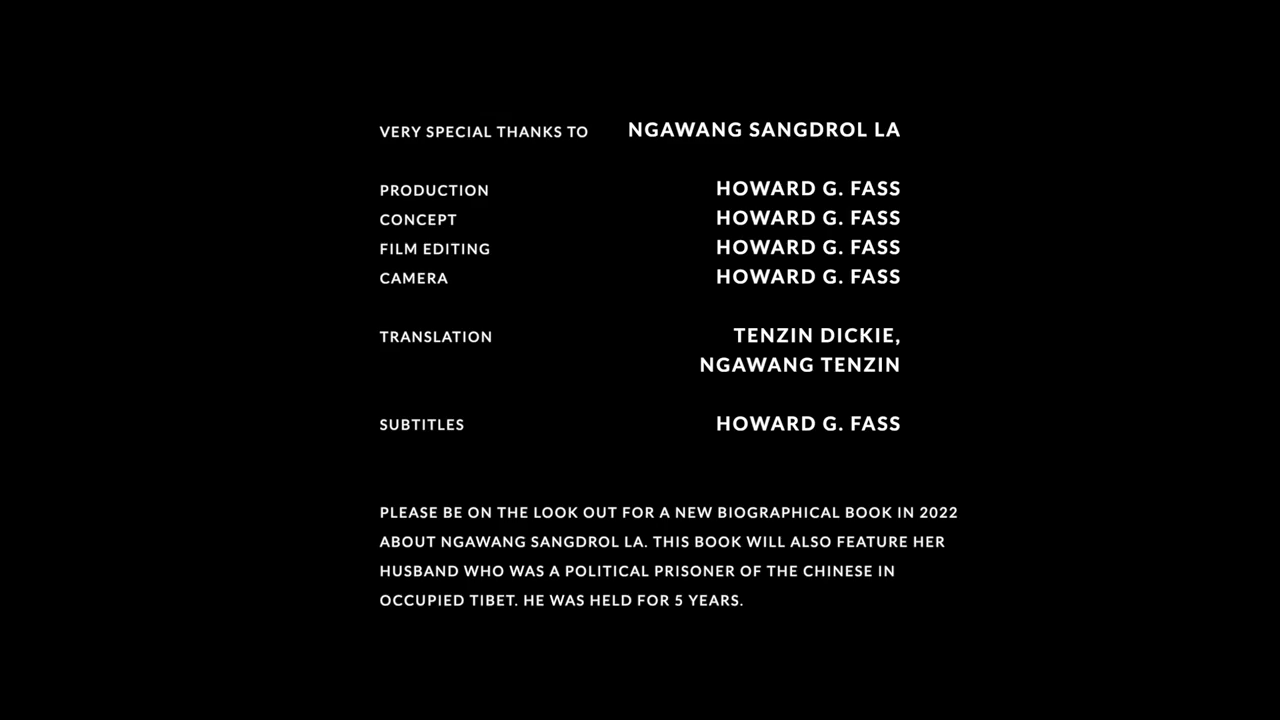 VERY SPECIAL THANKS TO NGAWANG SANGDROL LA
PRODUCTION HOWARD G. FASS
CONCEPT HOWARD G. FASS
FILM EDITING HOWARD G. FASS
CAMERA HOWARD G. FASS
TRANSLATION TENZIN DICKIE,
NGAWANG TENZIN
SUBTITLES HOWARD G. FASS
PLEASE BE ON THE LOOK OUT FOR A NEW BIOGRAPHICAL BOOK IN 2022
ABOUT NGAWANG SANGDROL LA. THIS BOOK WILL ALSO FEATURE HER
HUSBAND WHO WAS A POLITICAL PRISONER OF THE CHINESE IN
OCCUPIED TIBET. HE WAS HELD FOR 5 YEARS.